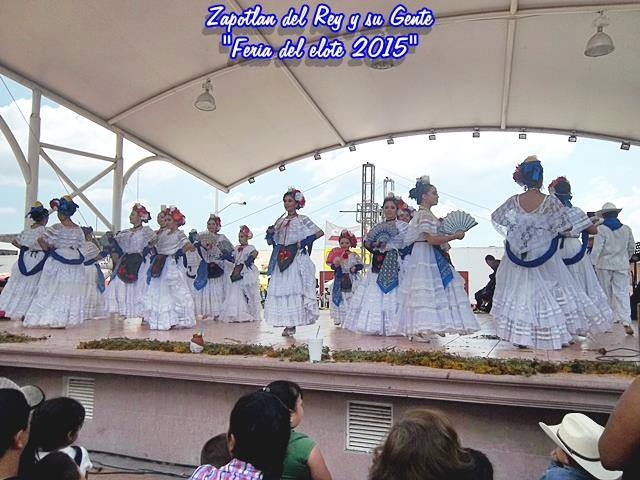 Zapotlan del Rey y su Gente
"Feria del elote 2015"